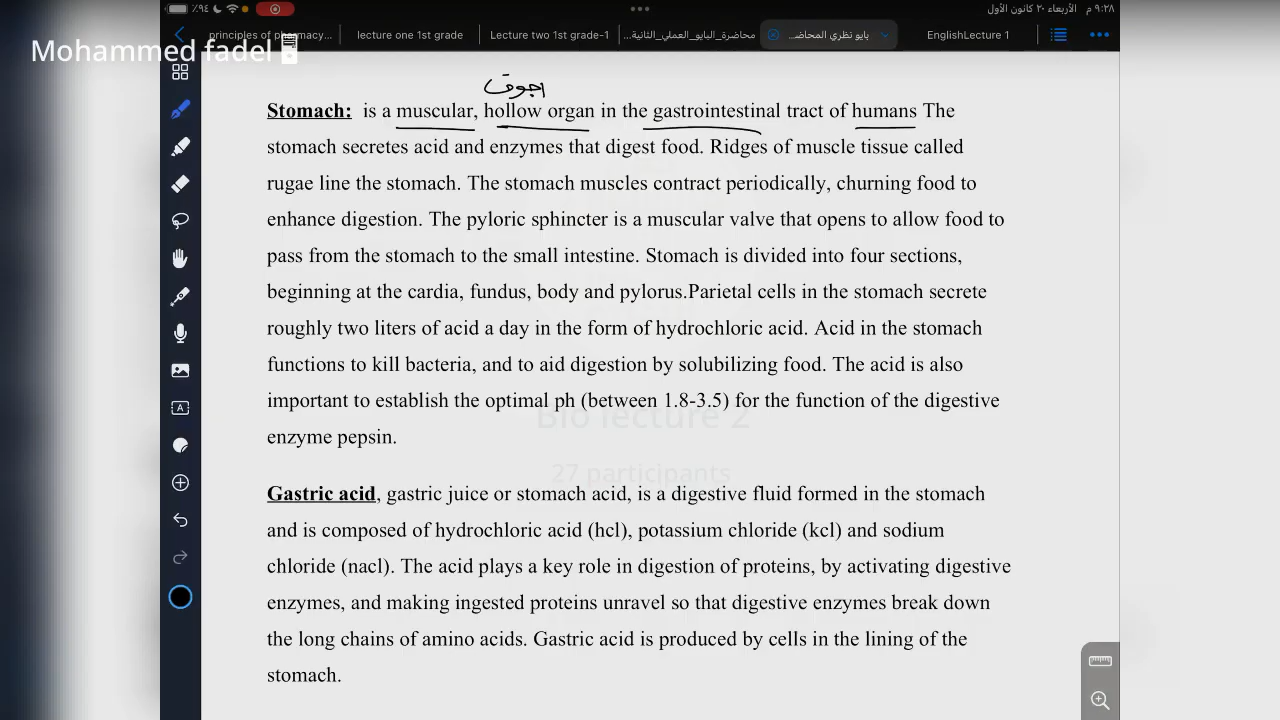 ٪٩٤
٩:٢٨ م الأربعاء ٢٠ كانون الأول
principles of pharmacy...
lecture one 1st grade
Lecture two 1st grade-1
محاضرة_البايو_العملي_الثانية...
بايو نظري المحاضـ...
EnglishLecture 1
Mohammed fadel
اجوف
Stomach: is a muscular, hollow organ in the gastrointestinal tract of humans The
stomach secretes acid and enzymes that digest food. Ridges of muscle tissue called
rugae line the stomach. The stomach muscles contract periodically, churning food to
enhance digestion. The pyloric sphincter is a muscular valve that opens to allow food to
pass from the stomach to the small intestine. Stomach is divided into four sections,
beginning at the cardia, fundus, body and pylorus.Parietal cells in the stomach secrete
roughly two liters of acid a day in the form of hydrochloric acid. Acid in the stomach
functions to kill bacteria, and to aid digestion by solubilizing food. The acid is also
important to establish the optimal ph (between 1.8-3.5) for the function of the digestive
Bio lecture 2
enzyme pepsin.
27 participants
Gastric acid, gastric juice or stomach acid, is a digestive fluid formed in the stomach
and is composed of hydrochloric acid (hcl), potassium chloride (kcl) and sodium
chloride (nacl). The acid plays a key role in digestion of proteins, by activating digestive
enzymes, and making ingested proteins unravel so that digestive enzymes break down
the long chains of amino acids. Gastric acid is produced by cells in the lining of the
stomach.